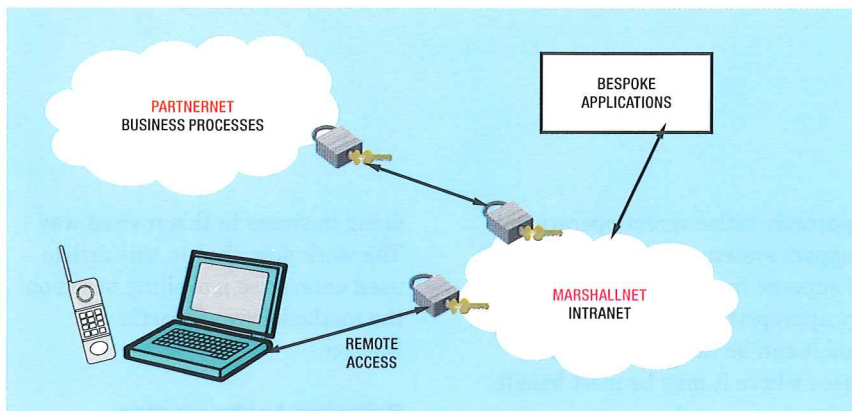 PARTNERNET
BUSINESS PROCESSES
BESPOKE
APPLICATIONS
MARSHALLNET
INTRANET
REMOTE
ACCESS